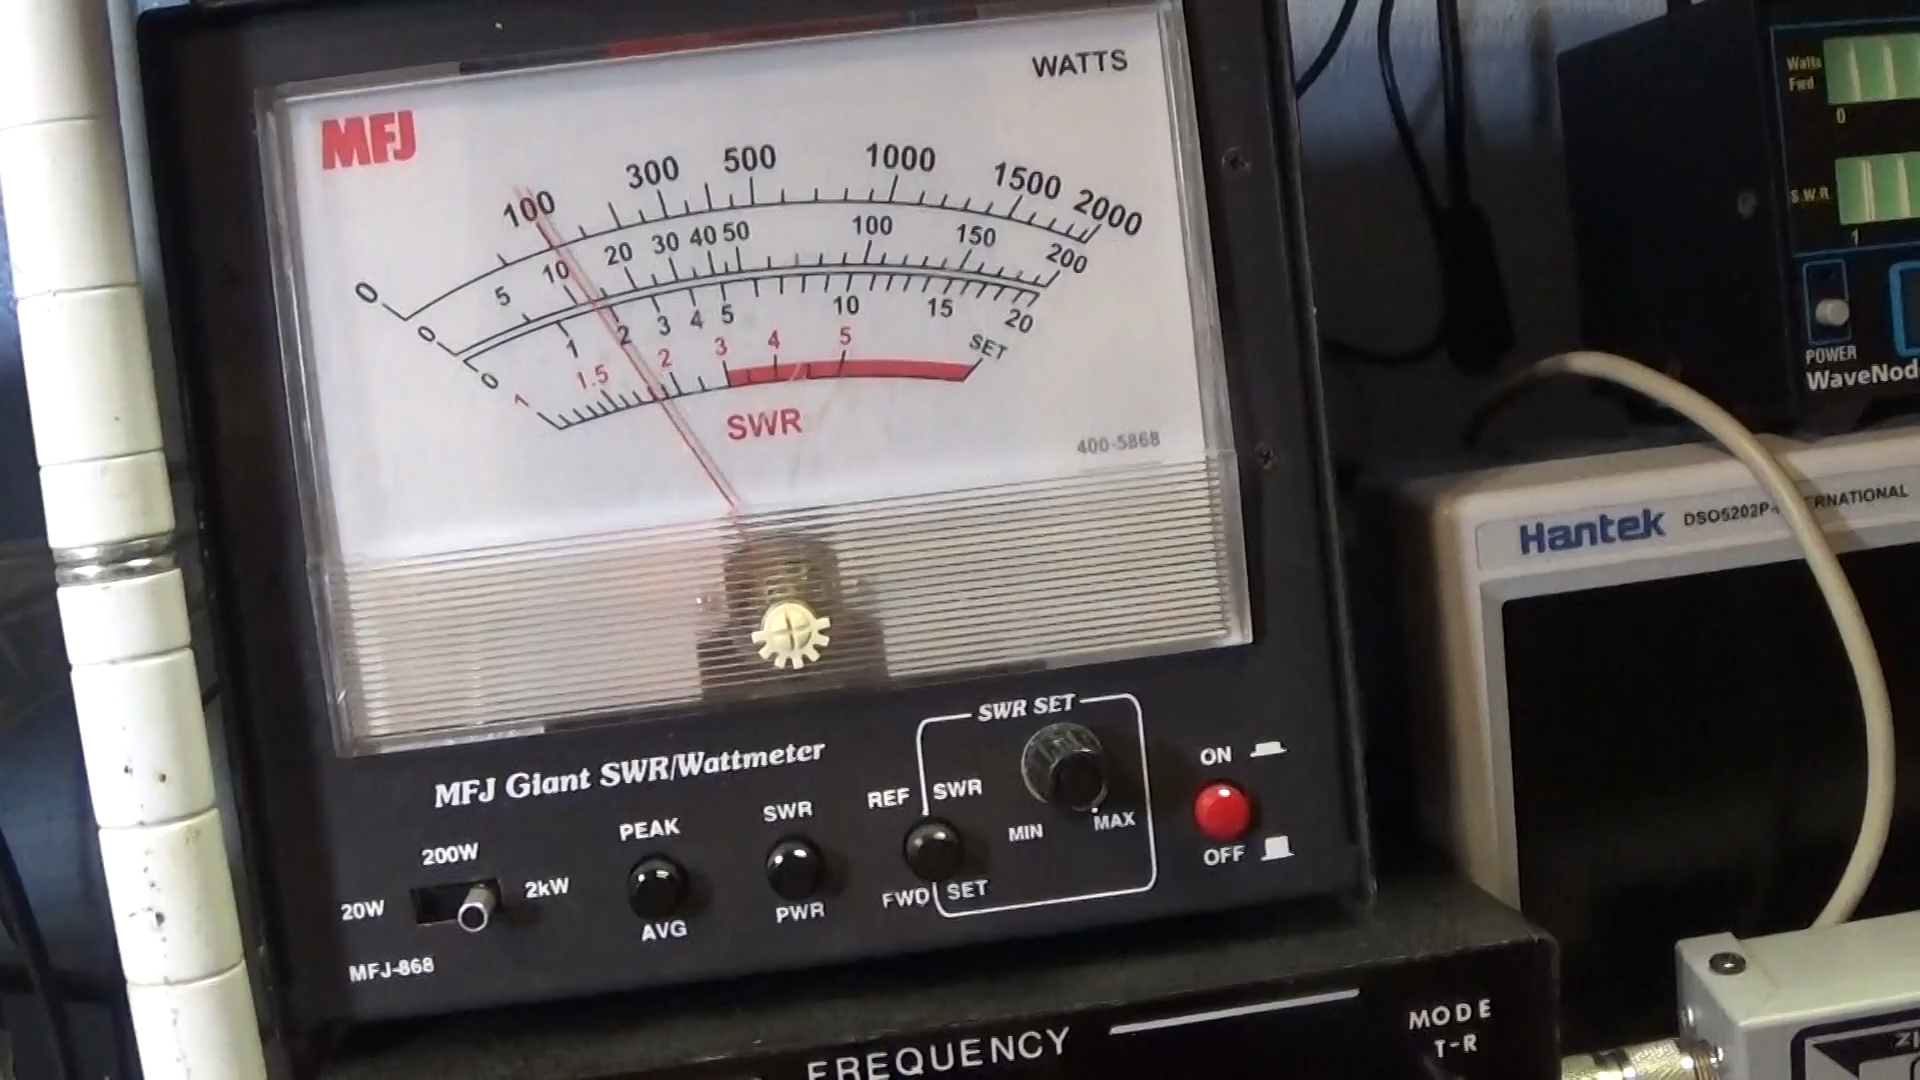 WATTS
MFJ
100 300 500 1000 1500 2000
0 5 10 20 30 40 50 100 150 200
0 1 2 3 4 5 10 15 20
0 1 1.5 2 3 4 5 SET
SWR
400-5868
MFJ Giant SWR/Wattmeter
SWR SET
200W
20W
2kW
MFJ-868
PEAK
AVG
SWR
PWR
REF SWR
FWD SET
MIN MAX
ON
OFF
FREQUENCY
MODE
T-R
Watts
Fwd
0
S.W.R
1
POWER
WaveNod
Hantek DSO5202P
RNATIONAL